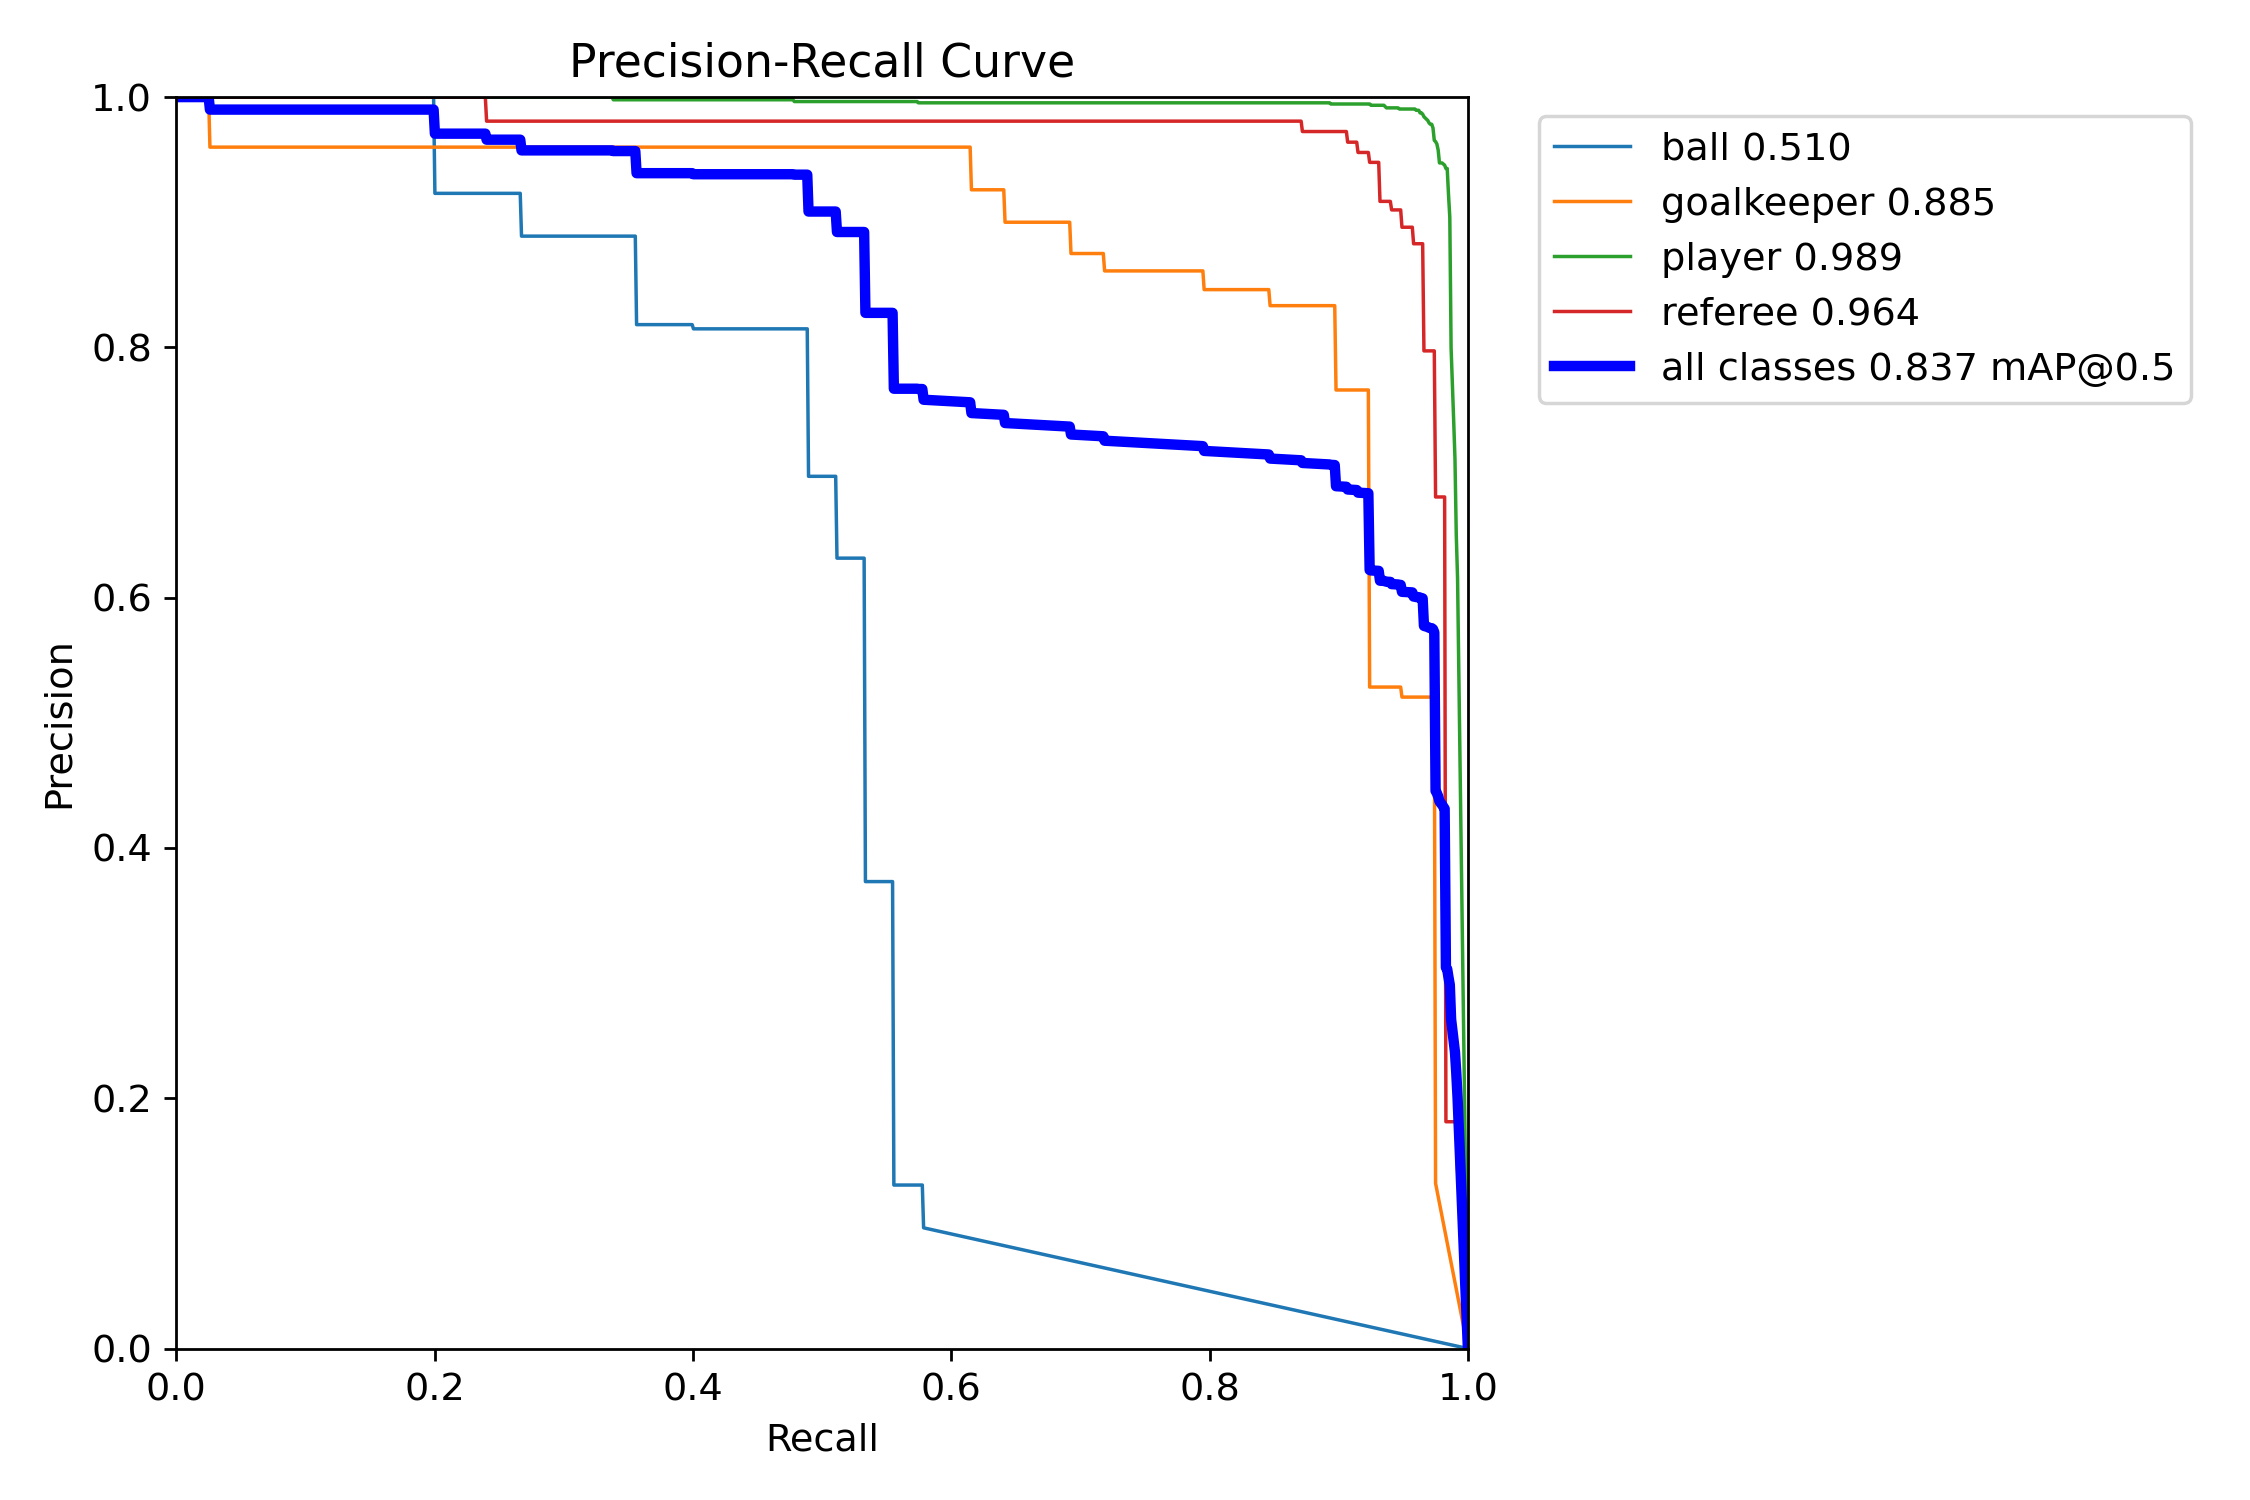 Precision-Recall Curve
1.0
0.8
0.6
0.4
0.2
0.0
Precision
0.0 0.2 0.4 0.6 0.8 1.0
Recall
ball 0.510
goalkeeper 0.885
player 0.989
referee 0.964
all classes 0.837 mAP@0.5